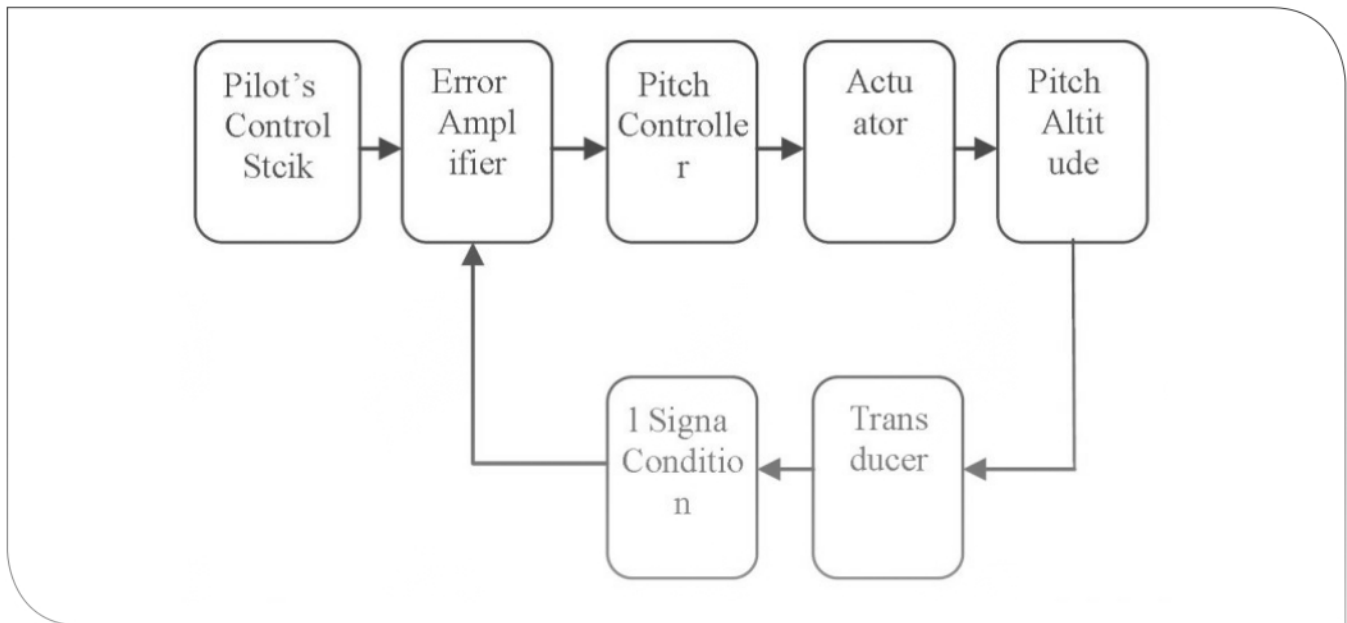 Pilot's
Control
Stcik
Error
Ampl
ifier
Pitch
Controlle
r
Actu
ator
Pitch
Altit
ude
l Signa
Conditio
n
Trans
ducer